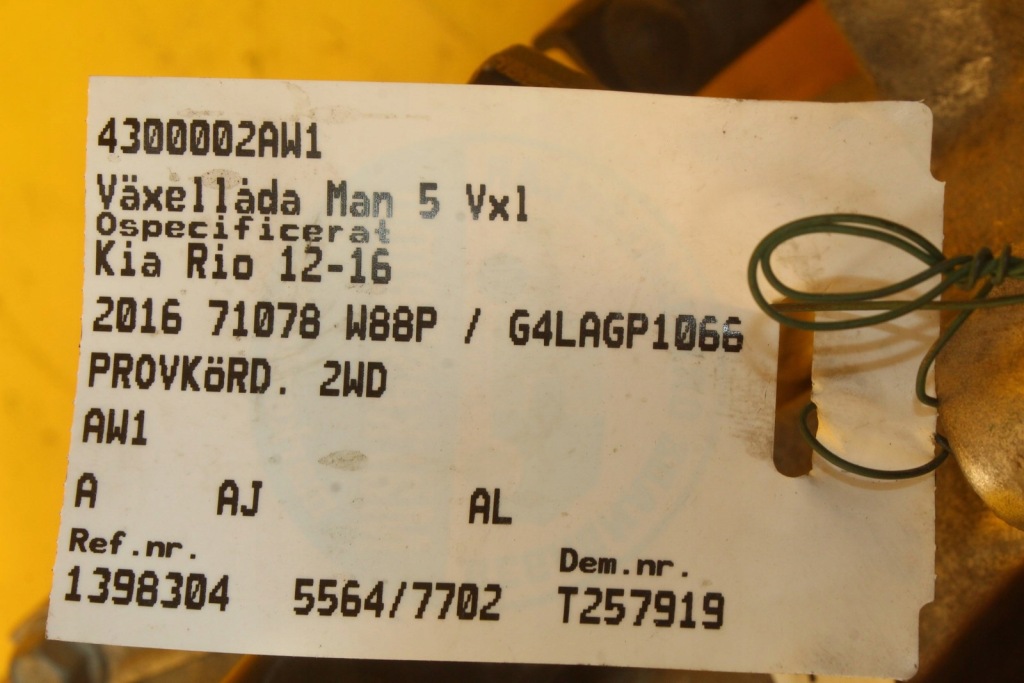 4300002AW1
Växellåda Man 5 Vxl
Ospecificerat
Kia Rio 12-16
2016 71078 W88P / G4LAGP1066
PROVKöRD. 2WD
AW1
A AJ AL
Ref.nr. Dem.nr.
1398304 5564/7702 T257919